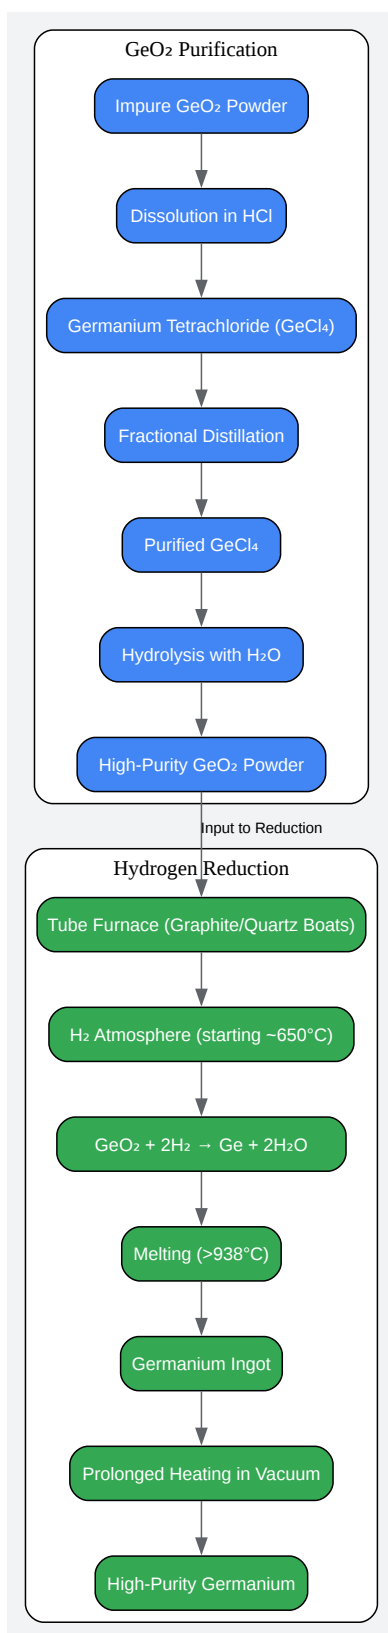 GeO₂ Purification
Impure GeO₂ Powder
Dissolution in HCl
Germanium Tetrachloride (GeCl₄)
Fractional Distillation
Purified GeCl₄
Hydrolysis with H₂O
High-Purity GeO₂ Powder
Input to Reduction
Hydrogen Reduction
Tube Furnace (Graphite/Quartz Boats)
H₂ Atmosphere (starting ~650°C)
GeO₂ + 2H₂ → Ge + 2H₂O
Melting (>938°C)
Germanium Ingot
Prolonged Heating in Vacuum
High-Purity Germanium